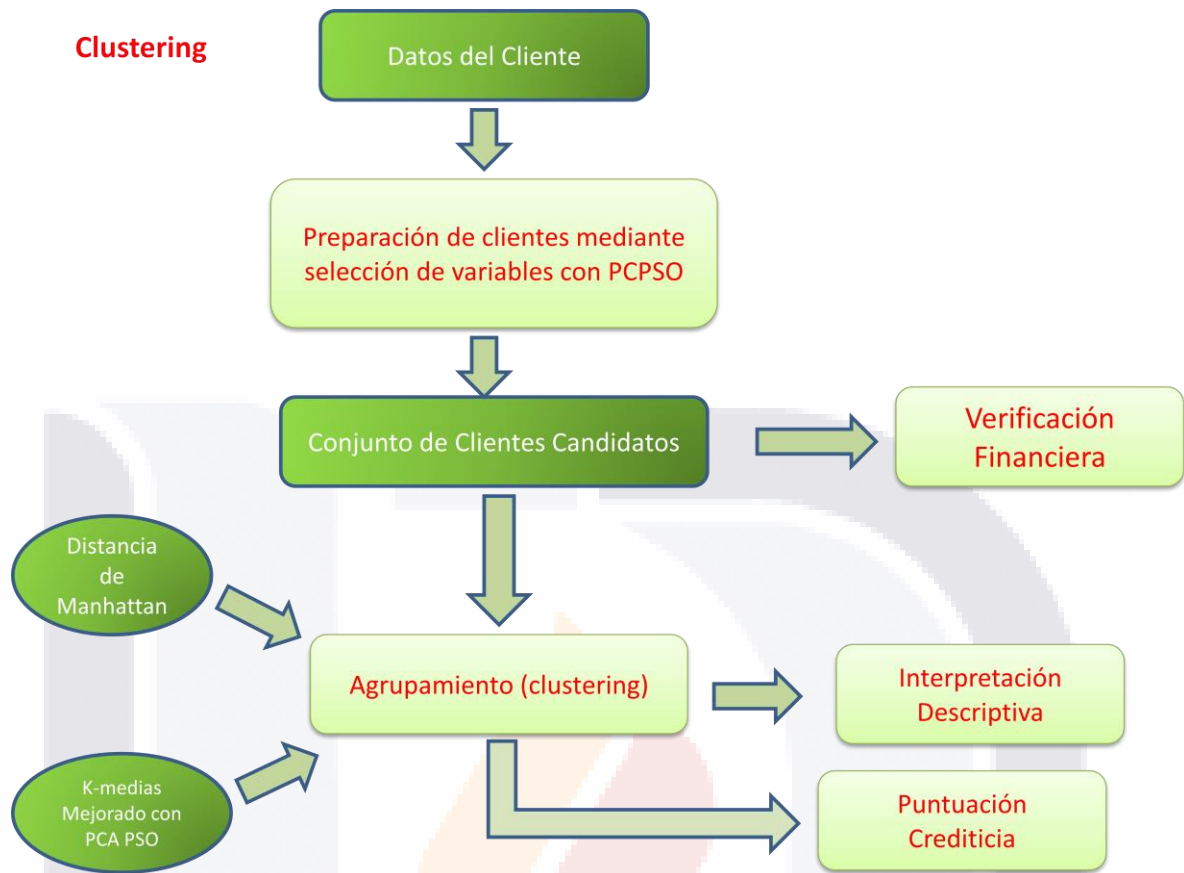 Clustering
Datos del Cliente
Preparación de clientes mediante
selección de variables con PCPSO
Conjunto de Clientes Candidatos
Verificación
Financiera
Distancia
de
Manhattan
Agrupamiento (clustering)
Interpretación
Descriptiva
K-medias
Mejorado con
PCA PSO
Puntuación
Crediticia